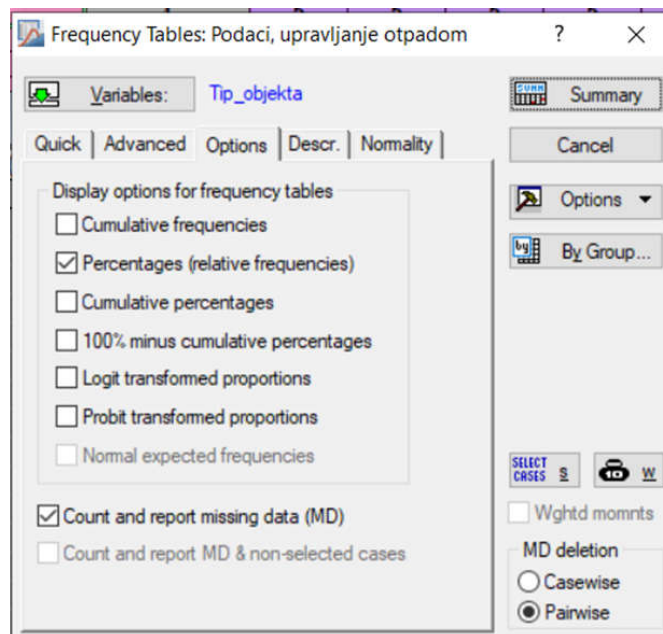 Frequency Tables: Podaci, upravljanje otpadom ?
Variables: Tip_objekta
Summary
Quick Advanced Options Descr. Normality
Cancel
Display options for frequency tables
Options
Cumulative frequencies
Percentages (relative frequencies)
By Group...
Cumulative percentages
100% minus cumulative percentages
Logit transformed proportions
Probit transformed proportions
Normal expected frequencies
SELECT CASES S
W
Count and report missing data (MD)
Wghtd momnts
Count and report MD & non-selected cases
MD deletion
Casewise
Pairwise